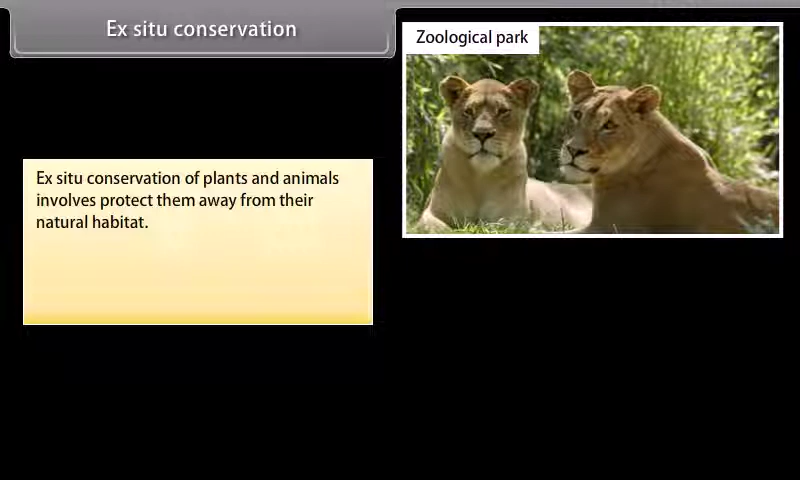 Ex situ conservation
Zoological park
Ex situ conservation of plants and animals
involves protect them away from their
natural habitat.